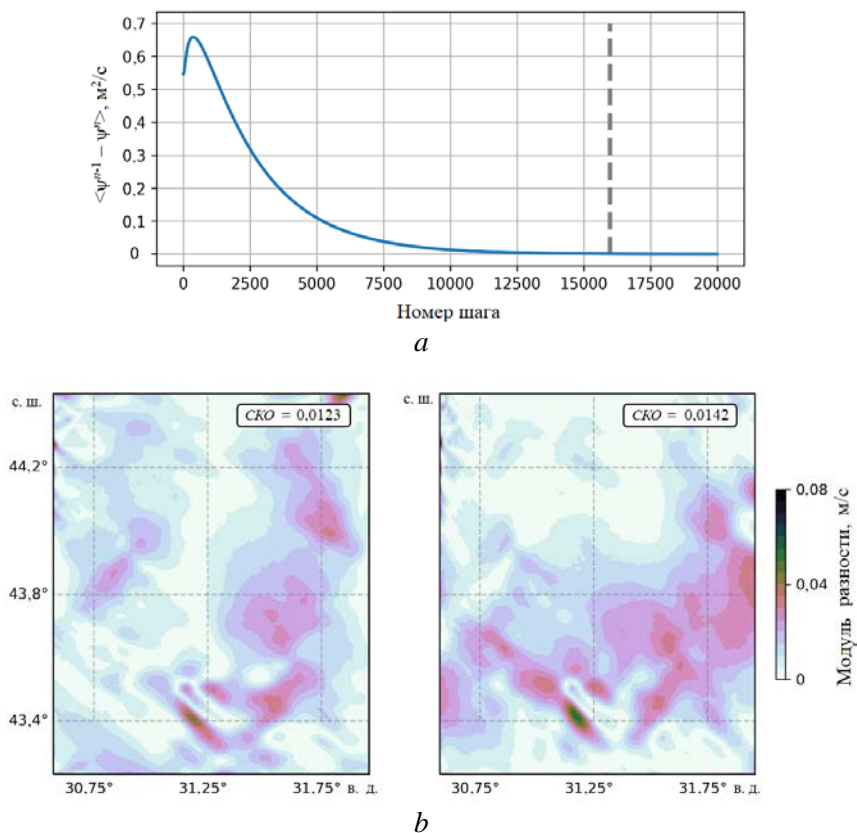 0,7
0,6
0,5
0,4
0,3
0,2
0,1
0
<ψⁿ⁻¹ – ψⁿ>, м²/с
0 2500 5000 7500 10000 12500 15000 17500 20000
Номер шага
a
с. ш.
СКО = 0,0123
с. ш.
СКО = 0,0142
44,2°
43,8°
43,4°
0,08
0,04
0
Модуль разности, м/с
30,75° 31,25° 31,75° в. д.
30,75° 31,25° 31,75° в. д.
b